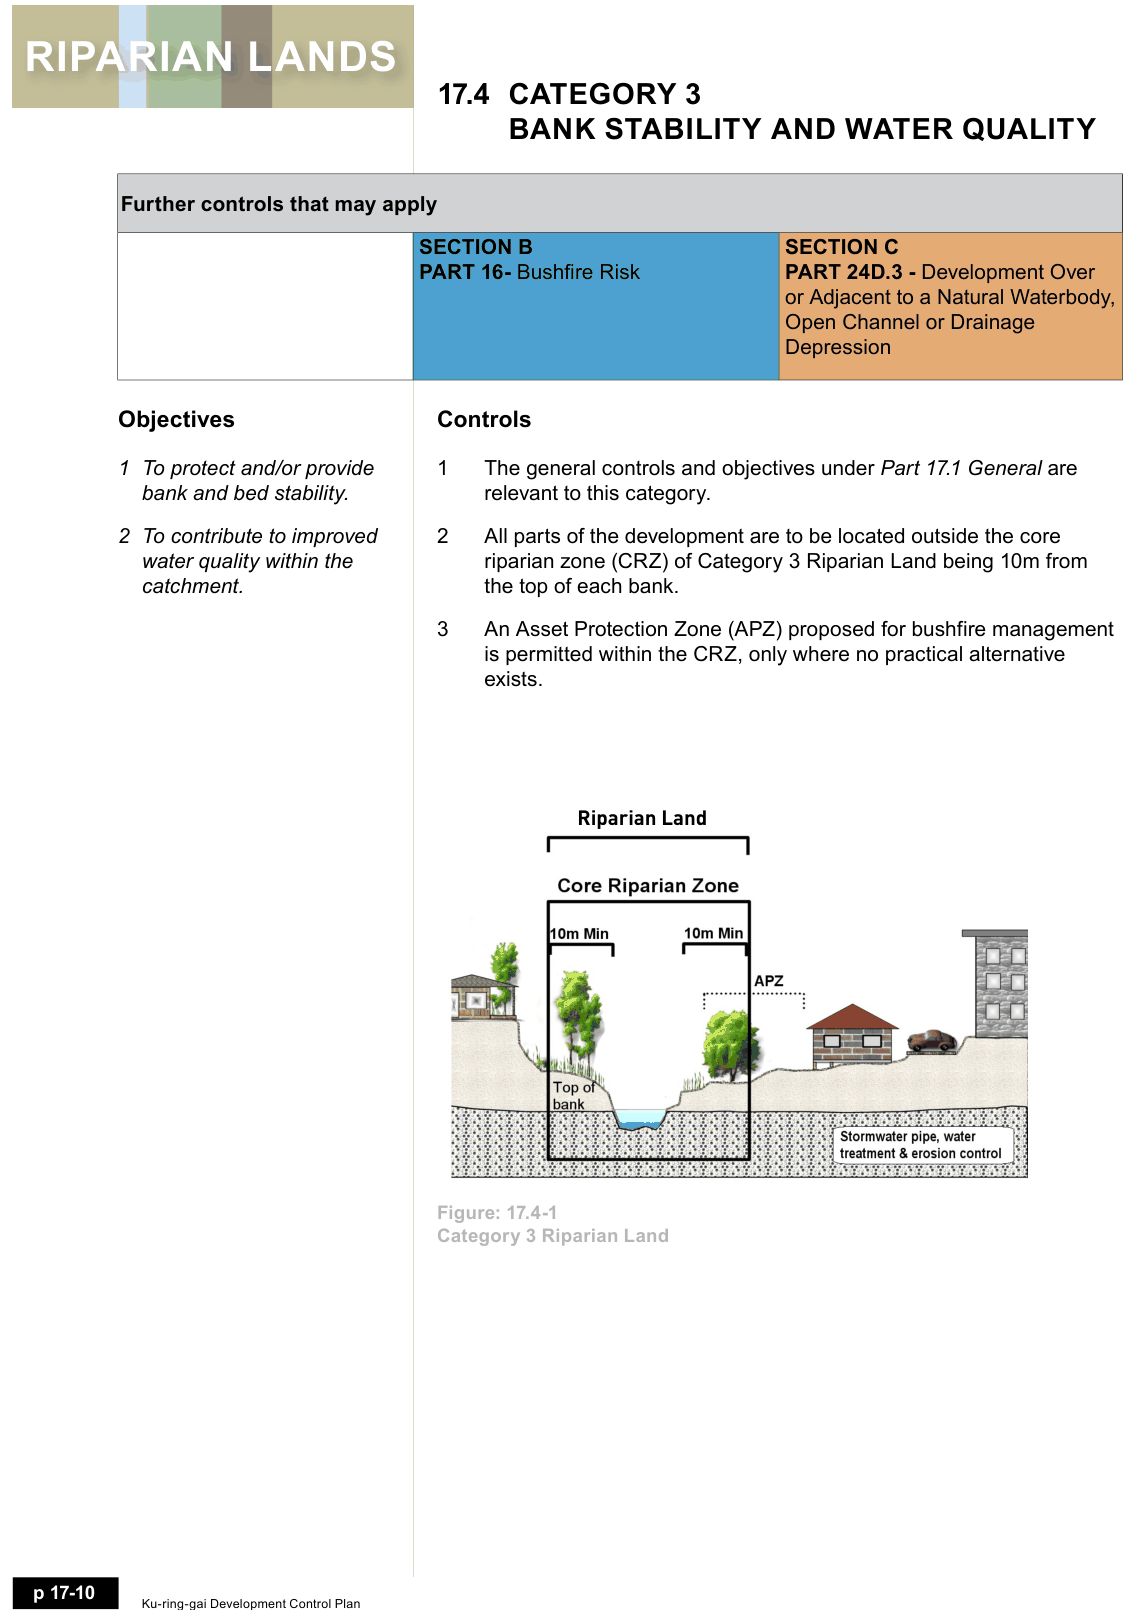 RIPARIAN LANDS
17.4 CATEGORY 3
BANK STABILITY AND WATER QUALITY
Further controls that may apply
SECTION B
PART 16- Bushfire Risk
SECTION C
PART 24D.3 - Development Over
or Adjacent to a Natural Waterbody,
Open Channel or Drainage
Depression
Objectives
1 To protect and/or provide
bank and bed stability.
2 To contribute to improved
water quality within the
catchment.
Controls
1 The general controls and objectives under Part 17.1 General are
relevant to this category.
2 All parts of the development are to be located outside the core
riparian zone (CRZ) of Category 3 Riparian Land being 10m from
the top of each bank.
3 An Asset Protection Zone (APZ) proposed for bushfire management
is permitted within the CRZ, only where no practical alternative
exists.
Riparian Land
Core Riparian Zone
10m Min
10m Min
APZ
Top of
bank
Stormwater pipe, water
treatment & erosion control
Figure: 17.4-1
Category 3 Riparian Land
p 17-10
Ku-ring-gai Development Control Plan